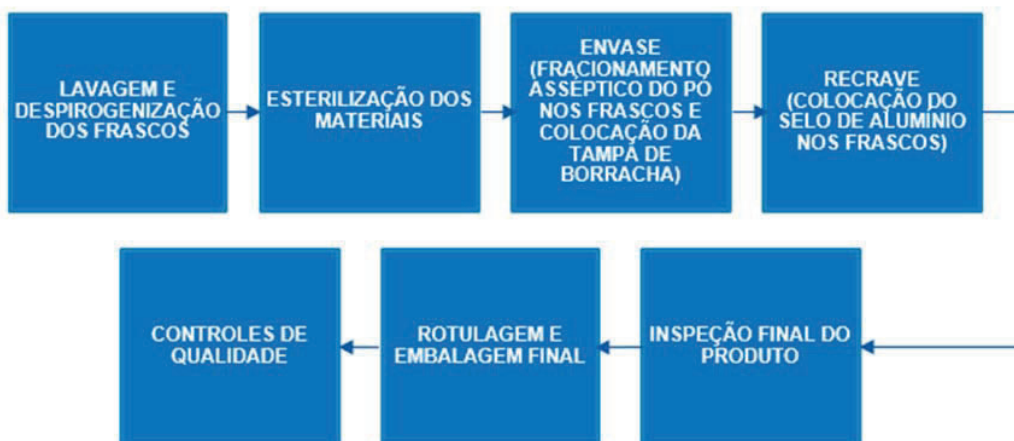 LAVAGEM E
DESPIROGENIZAÇÃO
DOS FRASCOS
ESTERILIZAÇÃO DOS
MATERIAIS
ENVASE
(FRACIONAMENTO
ASSÉPTICO DO PÓ
NOS FRASCOS E
COLOCAÇÃO DA
TAMPA DE
BORRACHA)
RECRAVE
(COLOCAÇÃO DO
SELO DE ALUMÍNIO
NOS FRASCOS)
INSPEÇÃO FINAL DO
PRODUTO
ROTULAGEM E
EMBALAGEM FINAL
CONTROLES DE
QUALIDADE